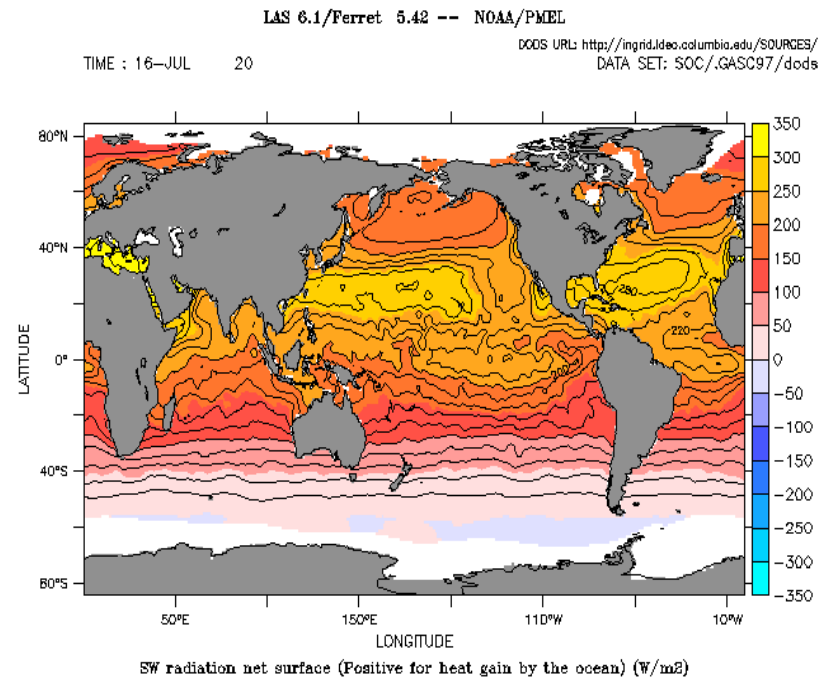 LAS 6.1/Ferret 5.42 -- NOAA/PMEL
DODS URL: http://ingrid.ldeo.columbia.edu/SOURCES/
TIME : 16-JUL 20
DATA SET: SOC/.GASC97/dods
80°N
40°N
0°
40°S
80°S
LATITUDE
50°E
150°E
110°W
10°W
LONGITUDE
280
220
200
350
300
250
200
150
100
50
0
-50
-100
-150
-200
-250
-300
-350
SW radiation net surface (Positive for heat gain by the ocean) (W/m2)